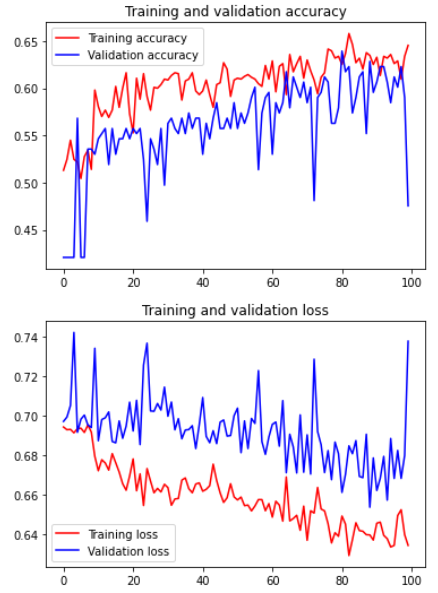 Training and validation accuracy
0.65
0.60
0.55
0.50
0.45
Training accuracy
Validation accuracy
0 20 40 60 80 100
Training and validation loss
0.74
0.72
0.70
0.68
0.66
0.64
Training loss
Validation loss
0 20 40 60 80 100